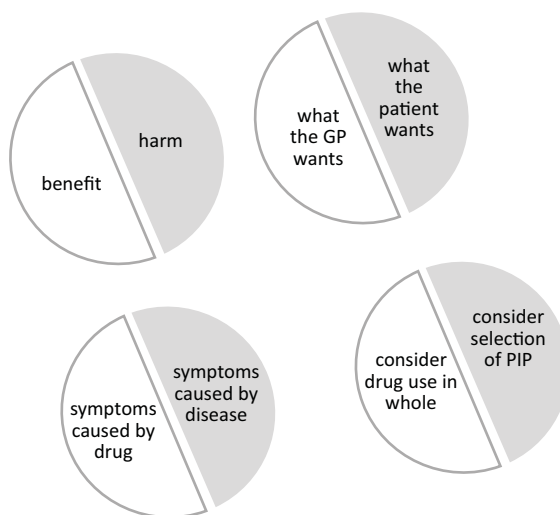 benefit
harm
what
the GP
wants
what
the
patient
wants
symptoms
caused by
drug
symptoms
caused by
disease
consider
drug use in
whole
consider
selection
of PIP